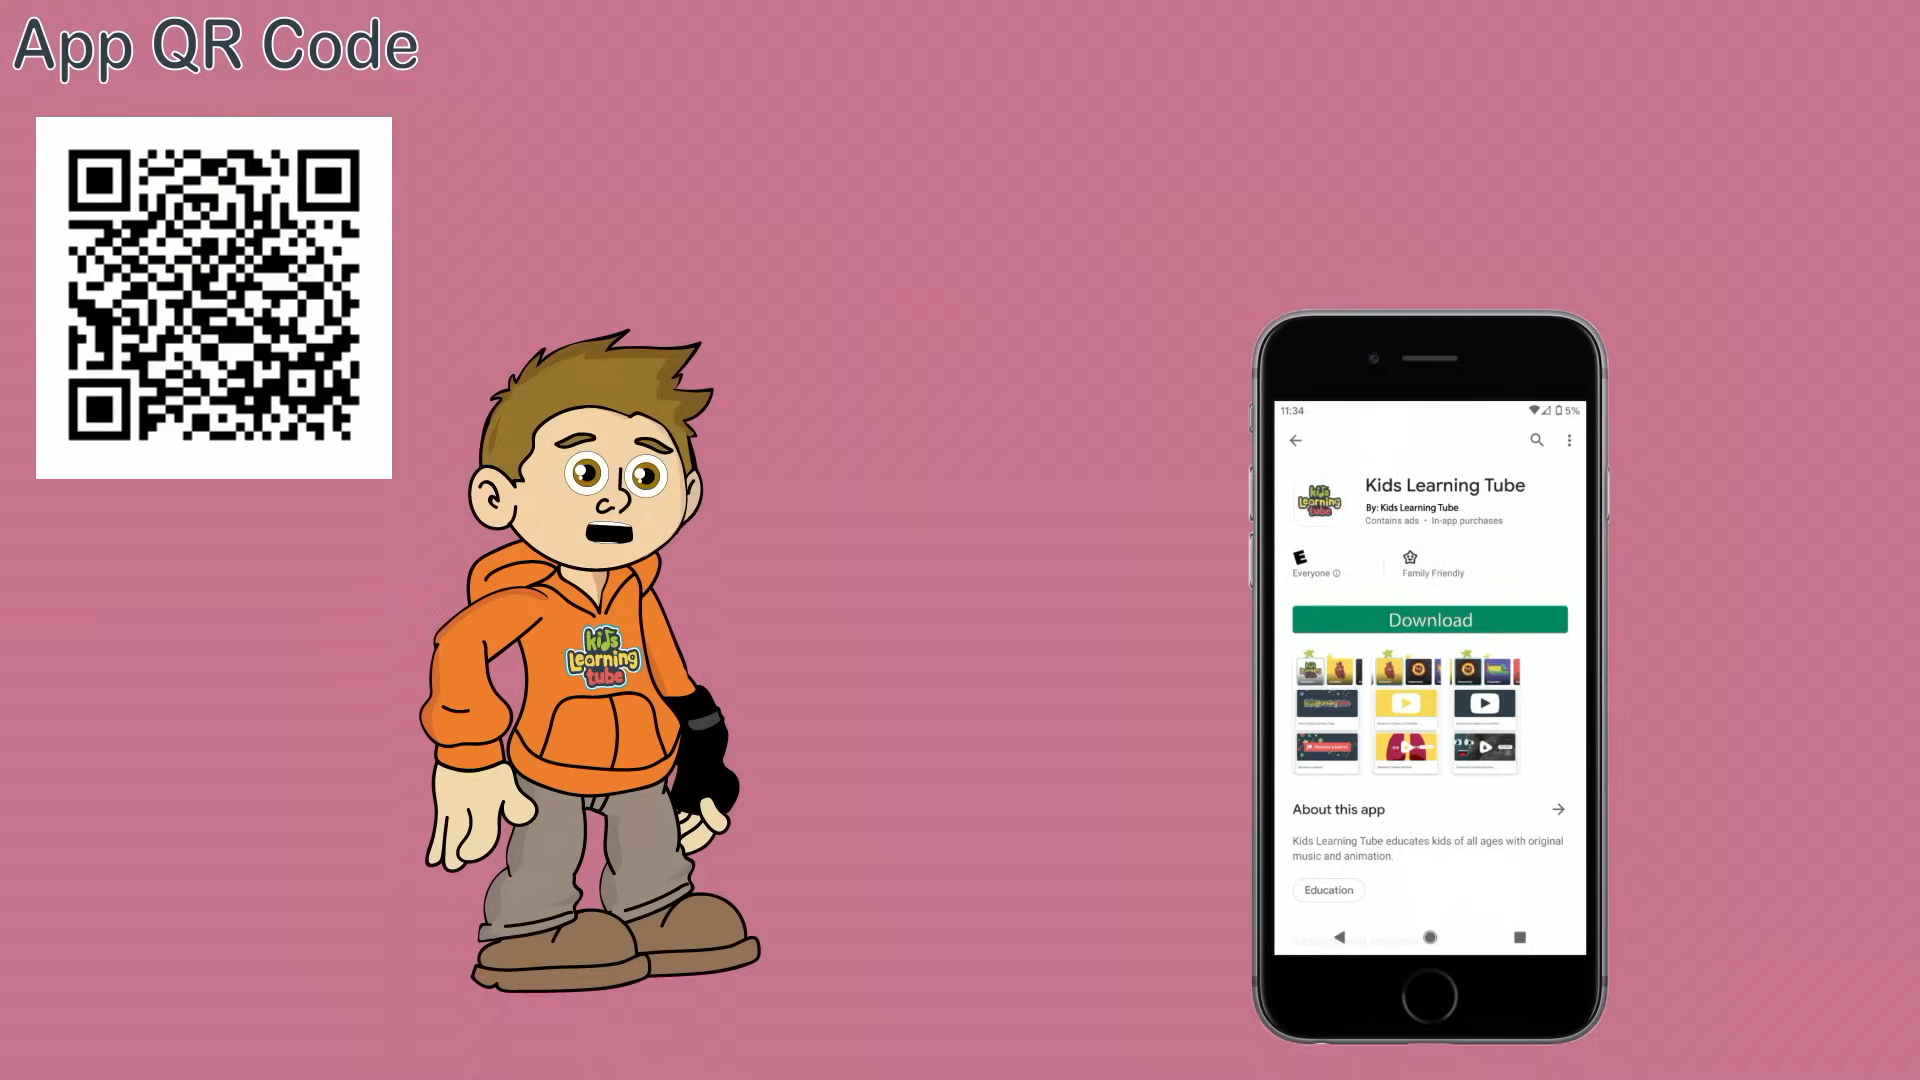 App QR Code
kids
Learning
tube
11:34
5%
kids
Learning
tube
Kids Learning Tube
By: Kids Learning Tube
Contains ads • In-app purchases
E
Everyone
Family Friendly
Download
About this app
Kids Learning Tube educates kids of all ages with original
music and animation.
Education